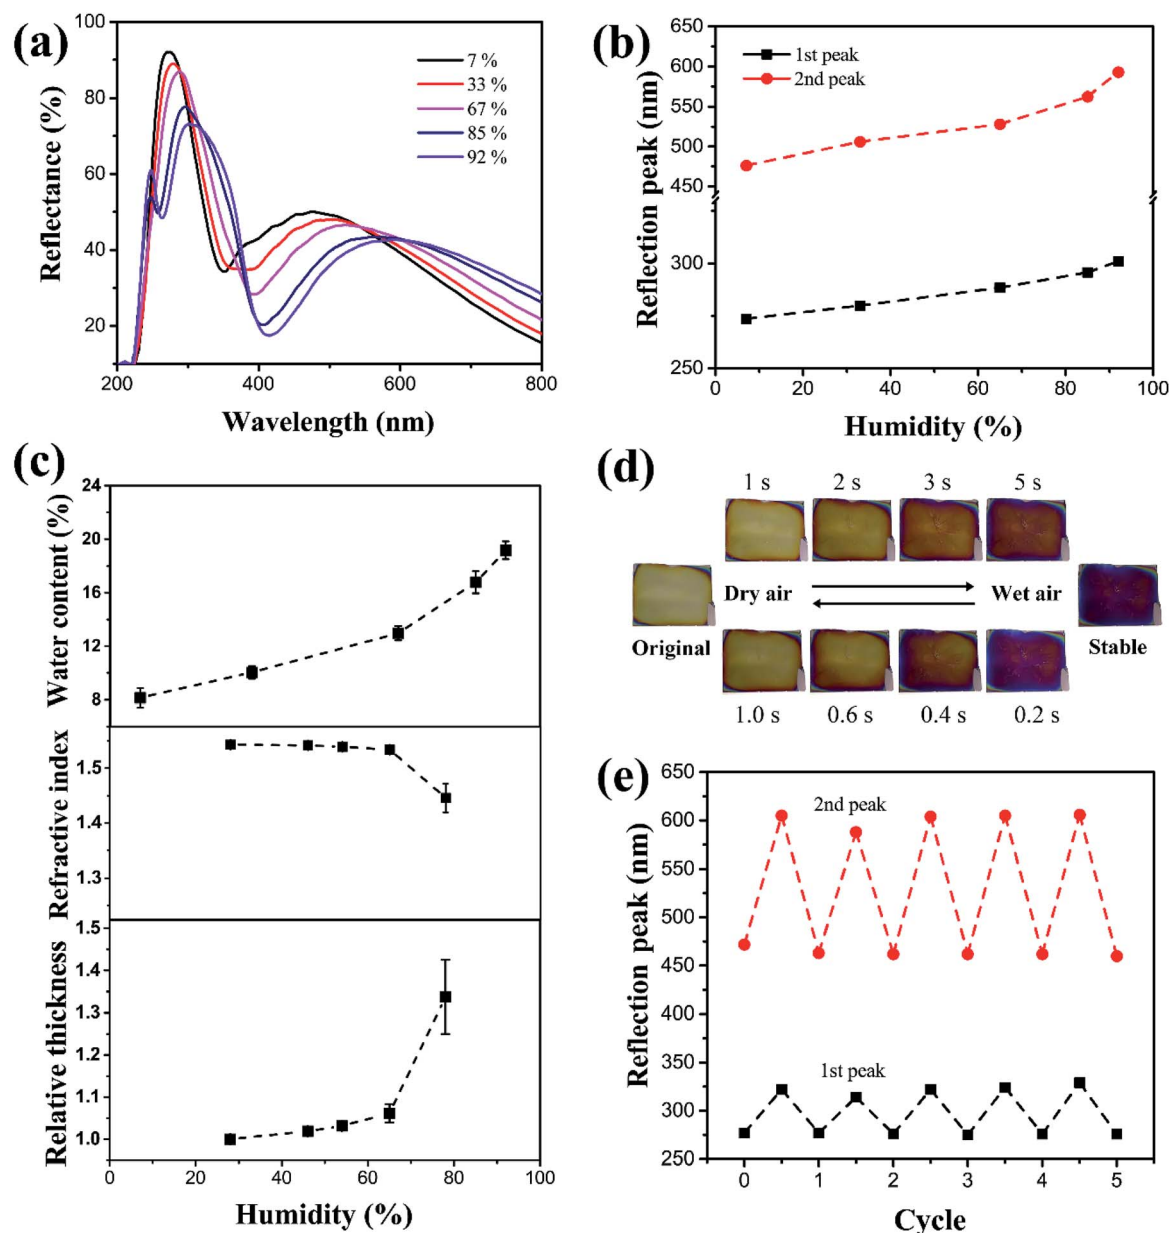 (a)
100
80
60
40
20
200
400
600
800
Reflectance (%)
Wavelength (nm)
7 %
33 %
67 %
85 %
92 %
(b)
650
600
550
500
450
300
250
0
20
40
60
80
100
Reflection peak (nm)
Humidity (%)
1st peak
2nd peak
(c)
24
20
16
12
8
Water content (%)
1.5
1.4
1.3
Refractive index
1.5
1.4
1.3
1.2
1.1
1.0
Relative thickness
0
20
40
60
80
100
Humidity (%)
(d)
1 s
2 s
3 s
5 s
Dry air
Wet air
Original
Stable
1.0 s
0.6 s
0.4 s
0.2 s
(e)
650
600
550
500
450
400
350
300
250
Reflection peak (nm)
2nd peak
1st peak
0
1
2
3
4
5
Cycle